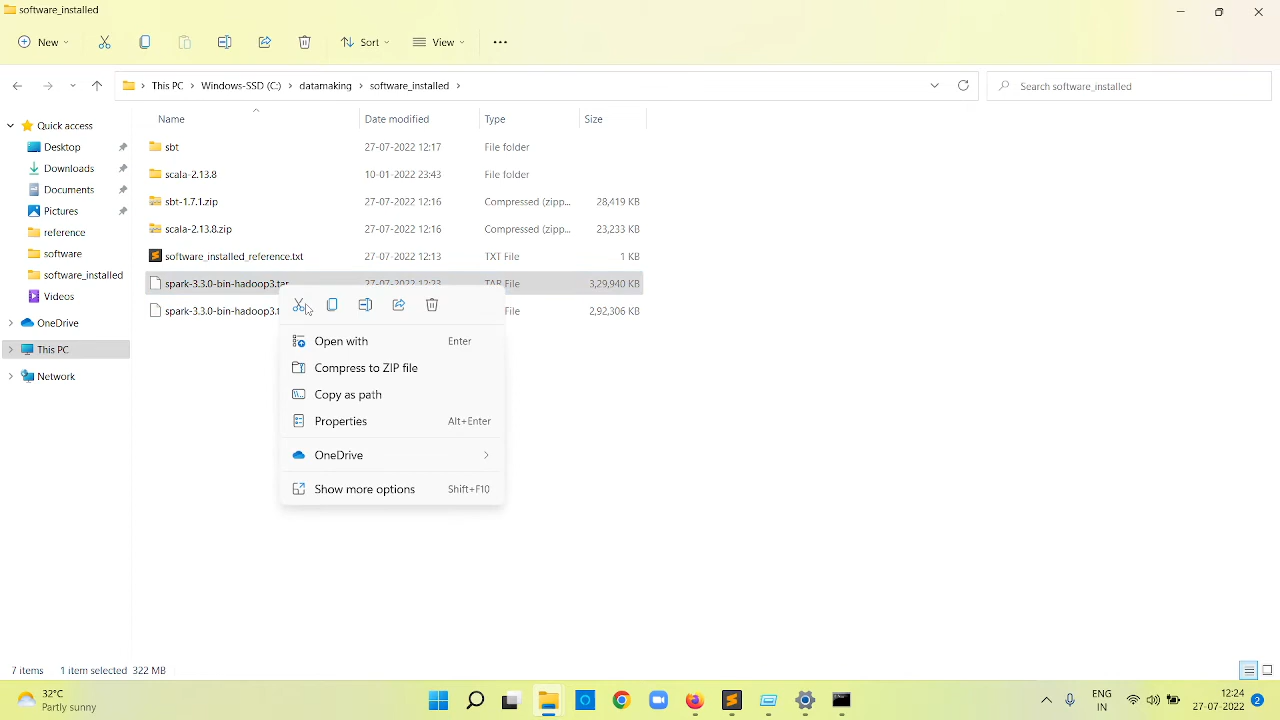 software_installed
New
Sort
View
This PC > Windows-SSD (C:) > datamaking > software_installed >
Search software_installed
Name Date modified Type Size
Quick access
Desktop
Downloads
Documents
Pictures
reference
software
software_installed
Videos
OneDrive
This PC
Network
sbt 27-07-2022 12:17 File folder
scala-2.13.8 10-01-2022 23:43 File folder
sbt-1.7.1.zip 27-07-2022 12:16 Compressed (zipp... 28,419 KB
scala-2.13.8.zip 27-07-2022 12:16 Compressed (zipp... 23,233 KB
software_installed_reference.txt 27-07-2022 12:13 TXT File 1 KB
spark-3.3.0-bin-hadoop3.tar 27-07-2022 12:23 TAR File 3,29,940 KB
spark-3.3.0-bin-hadoop3.t File 2,92,306 KB
Open with Enter
Compress to ZIP file
Copy as path
Properties Alt+Enter
OneDrive
Show more options Shift+F10
7 items 1 item selected 322 MB
32°C
Partly sunny
ENG
IN
12:24
27-07-2022
2